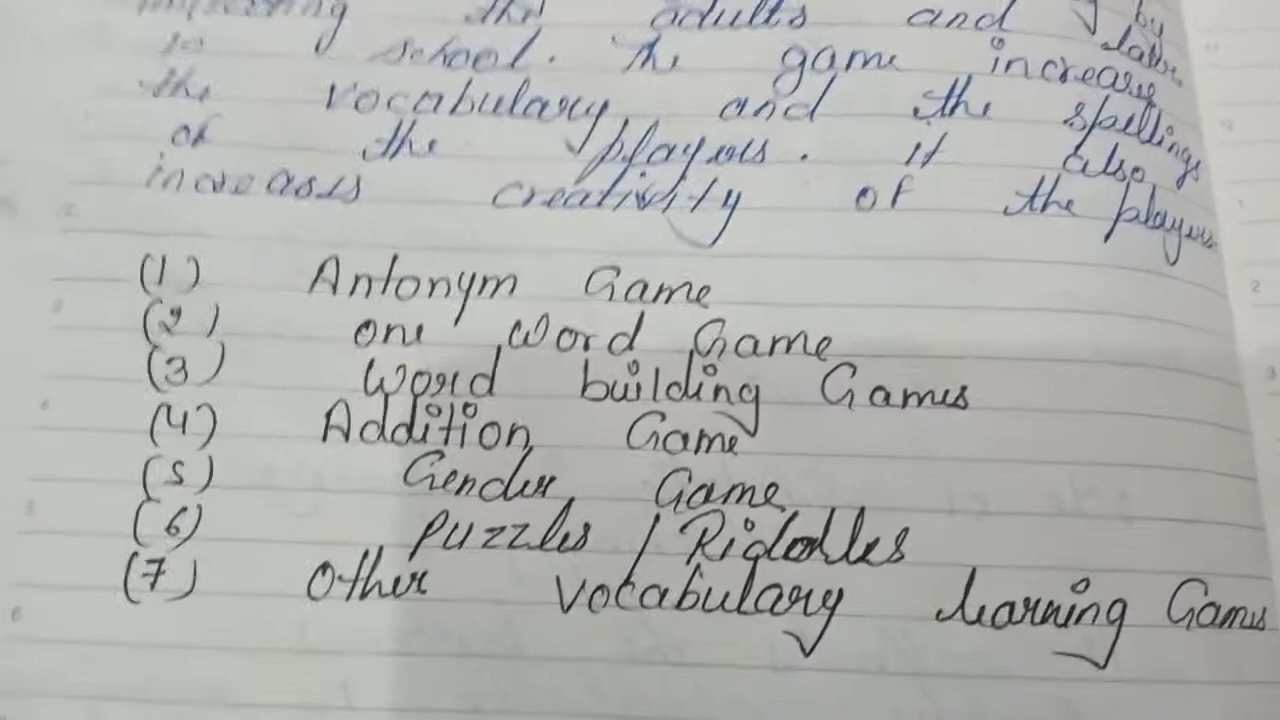 the adults and by
to school. The game increase
the vocabulary and the spellings
of the players. it also
increases creativity of the players.
(1) Antonym Game
(2) one word Game
(3) Word building Games
(4) Addition Game
(5) Gender Game
(6) puzzles / Riddles
(7) Other vocabulary learning Games